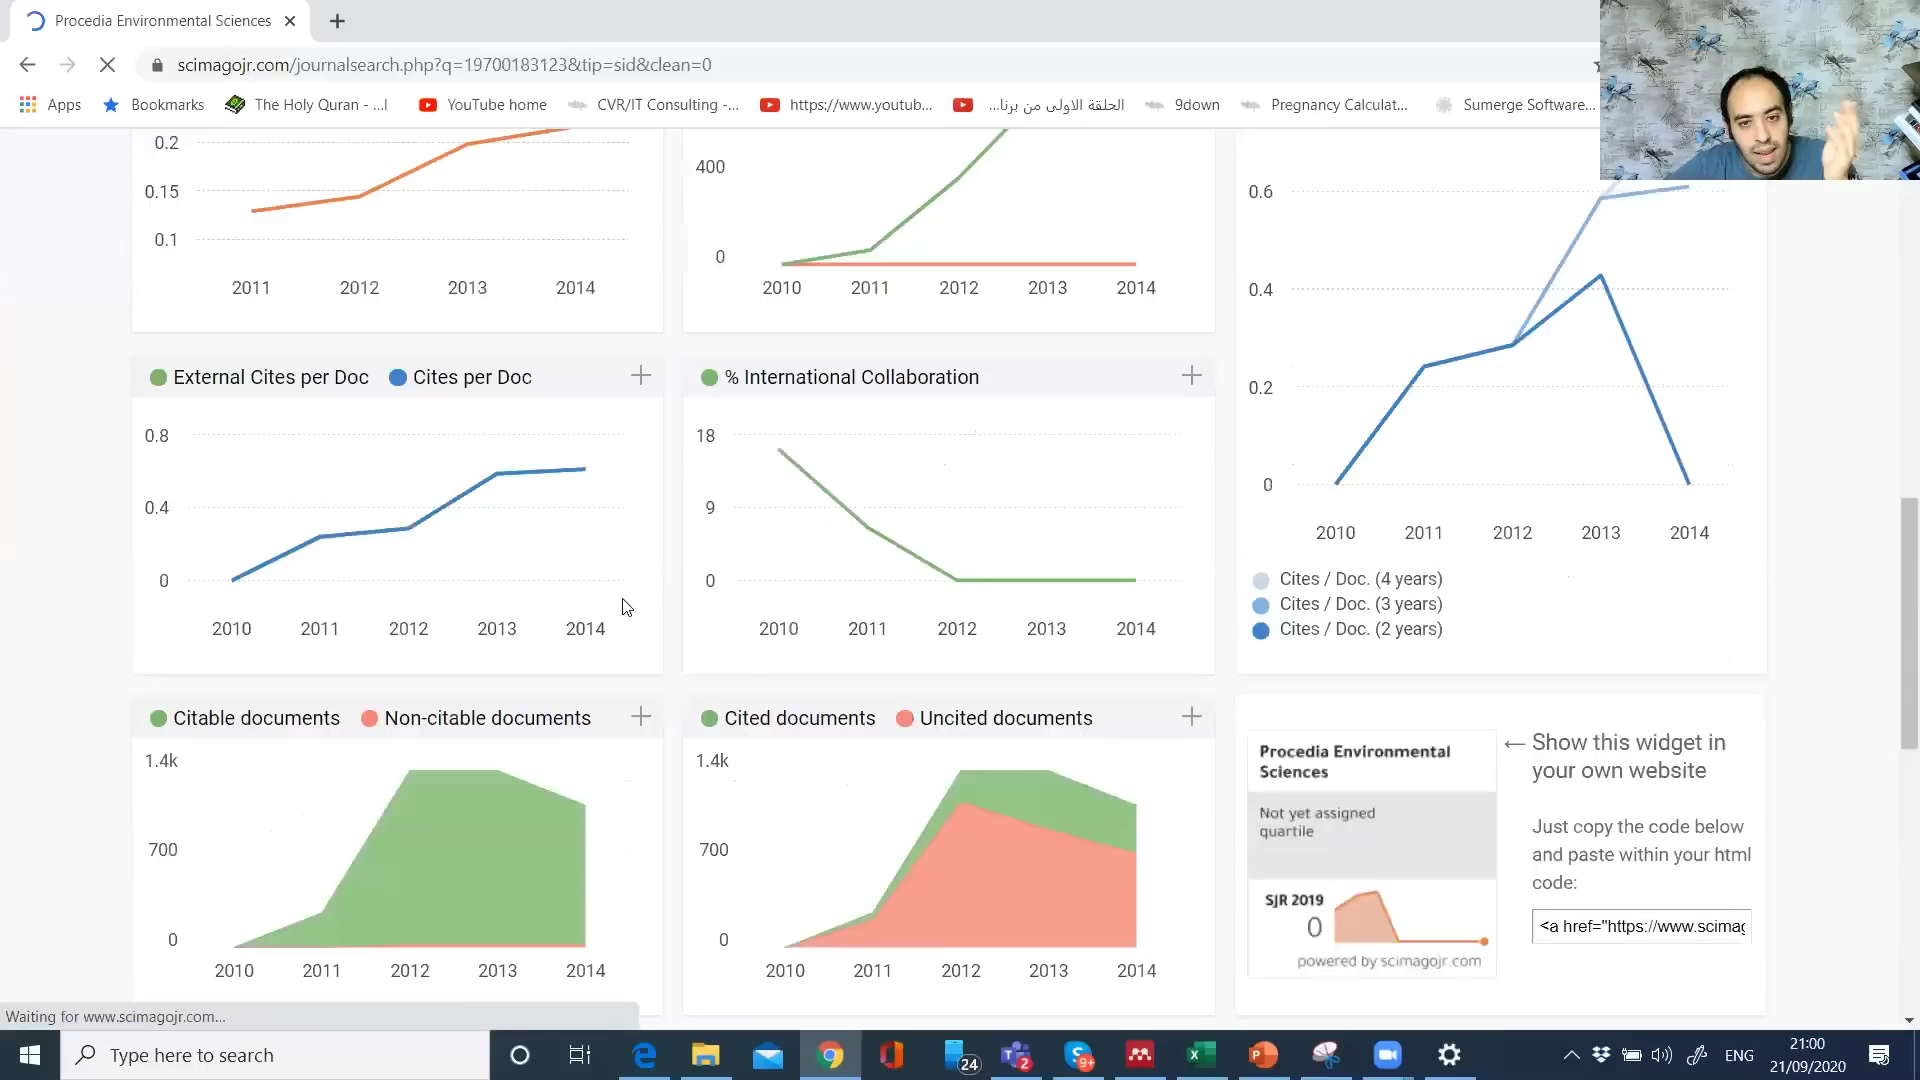 Procedia Environmental Sciences
scimagojr.com/journalsearch.php?q=19700183123&tip=sid&clean=0
Apps
Bookmarks
The Holy Quran - ...l
YouTube home
CVR/IT Consulting -...
https://www.youtub...
الحلقة الاولى من برنا...
9down
Pregnancy Calculat...
Sumerge Software...
0.2
0.15
0.1
2011 2012 2013 2014
400
0
2010 2011 2012 2013 2014
0.6
0.4
0.2
0
2010 2011 2012 2013 2014
Cites / Doc. (4 years)
Cites / Doc. (3 years)
Cites / Doc. (2 years)
External Cites per Doc Cites per Doc
0.8
0.4
0
2010 2011 2012 2013 2014
% International Collaboration
18
9
0
2010 2011 2012 2013 2014
Citable documents Non-citable documents
1.4k
700
0
2010 2011 2012 2013 2014
Cited documents Uncited documents
1.4k
700
0
2010 2011 2012 2013 2014
Procedia Environmental
Sciences
Not yet assigned
quartile
SJR 2019
0
powered by scimagojr.com
← Show this widget in
your own website
Just copy the code below
and paste within your html
code:
<a href="https://www.scimag
Waiting for www.scimagojr.com...
Type here to search
24
2
9+
ENG
21:00
21/09/2020